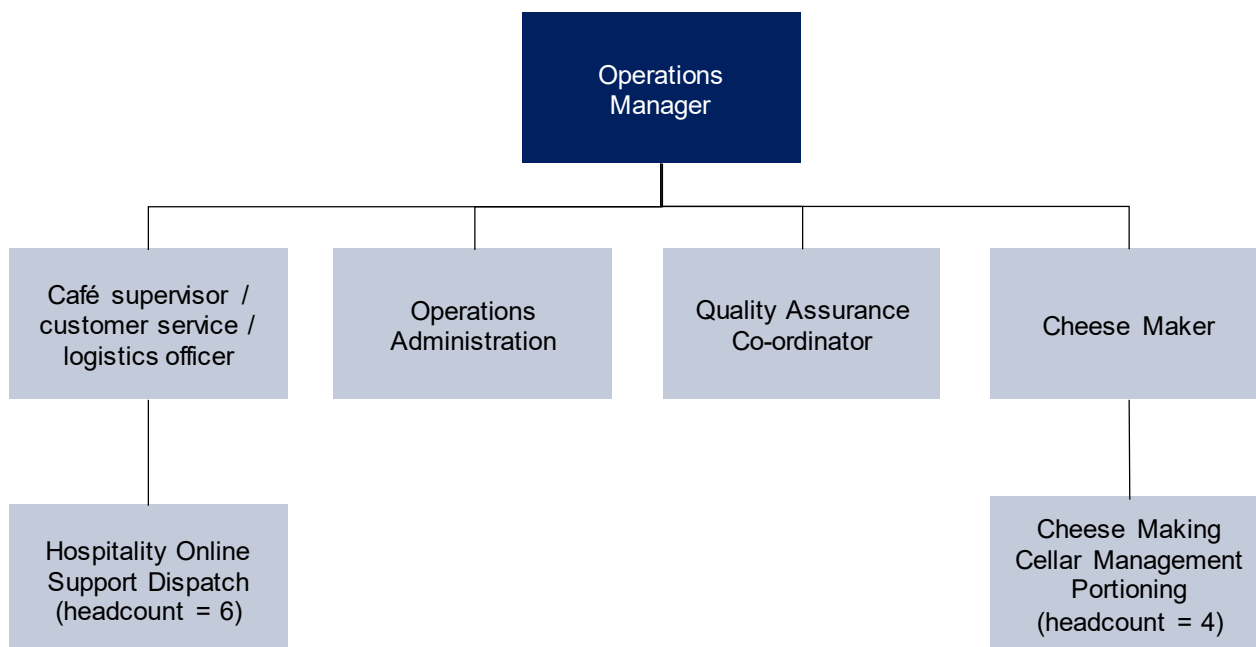 Operations
Manager
Café supervisor /
customer service /
logistics officer
Operations
Administration
Quality Assurance
Co-ordinator
Cheese Maker
Hospitality Online
Support Dispatch
(headcount = 6)
Cheese Making
Cellar Management
Portioning
(headcount = 4)